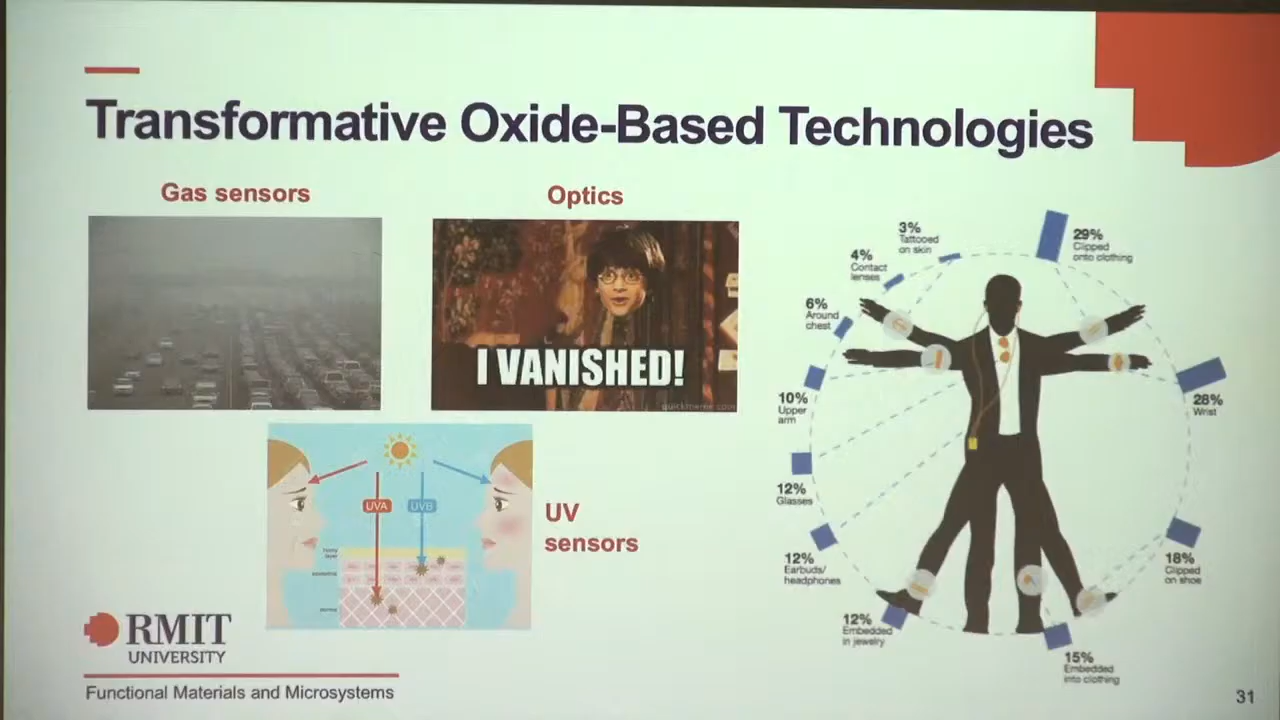 Transformative Oxide-Based Technologies
Gas sensors
Optics
I VANISHED!
quickmeme.com
UVA
UVB
UV
sensors
3%
Tattooed
on skin
29%
Clipped
onto clothing
4%
Contact
lenses
6%
Around
chest
10%
Upper
arm
28%
Wrist
12%
Glasses
12%
Earbuds/
headphones
18%
Clipped
on shoe
12%
Embedded
in jewelry
15%
Embedded
into clothing
RMIT
UNIVERSITY
Functional Materials and Microsystems
31